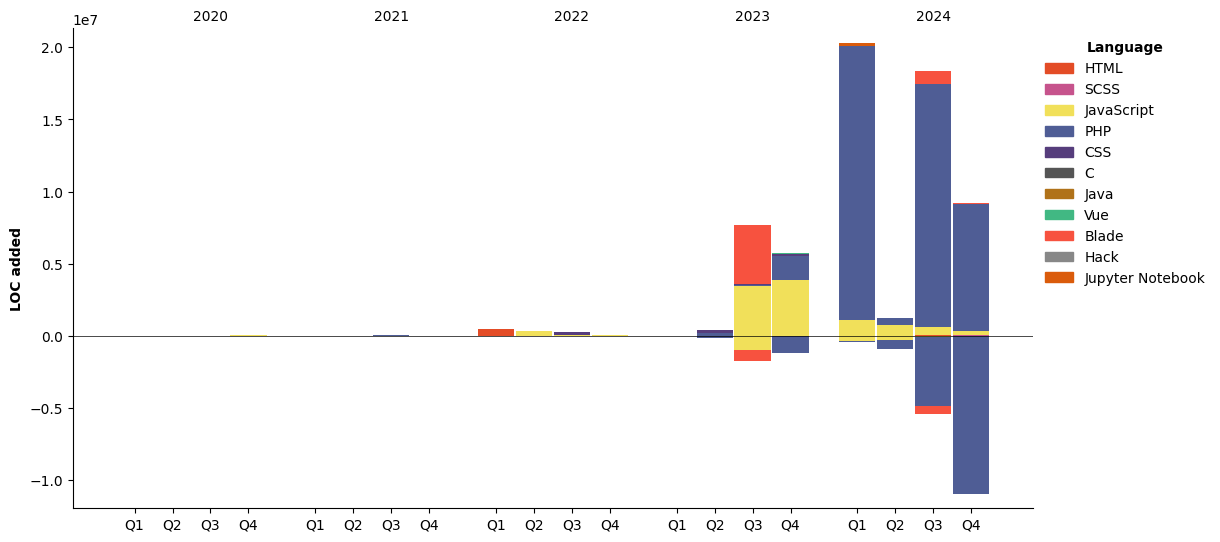 1e7
2020 2021 2022 2023 2024
LOC added
2.0
1.5
1.0
0.5
0.0
−0.5
−1.0
Q1 Q2 Q3 Q4 Q1 Q2 Q3 Q4 Q1 Q2 Q3 Q4 Q1 Q2 Q3 Q4 Q1 Q2 Q3 Q4
Language
HTML
SCSS
JavaScript
PHP
CSS
C
Java
Vue
Blade
Hack
Jupyter Notebook